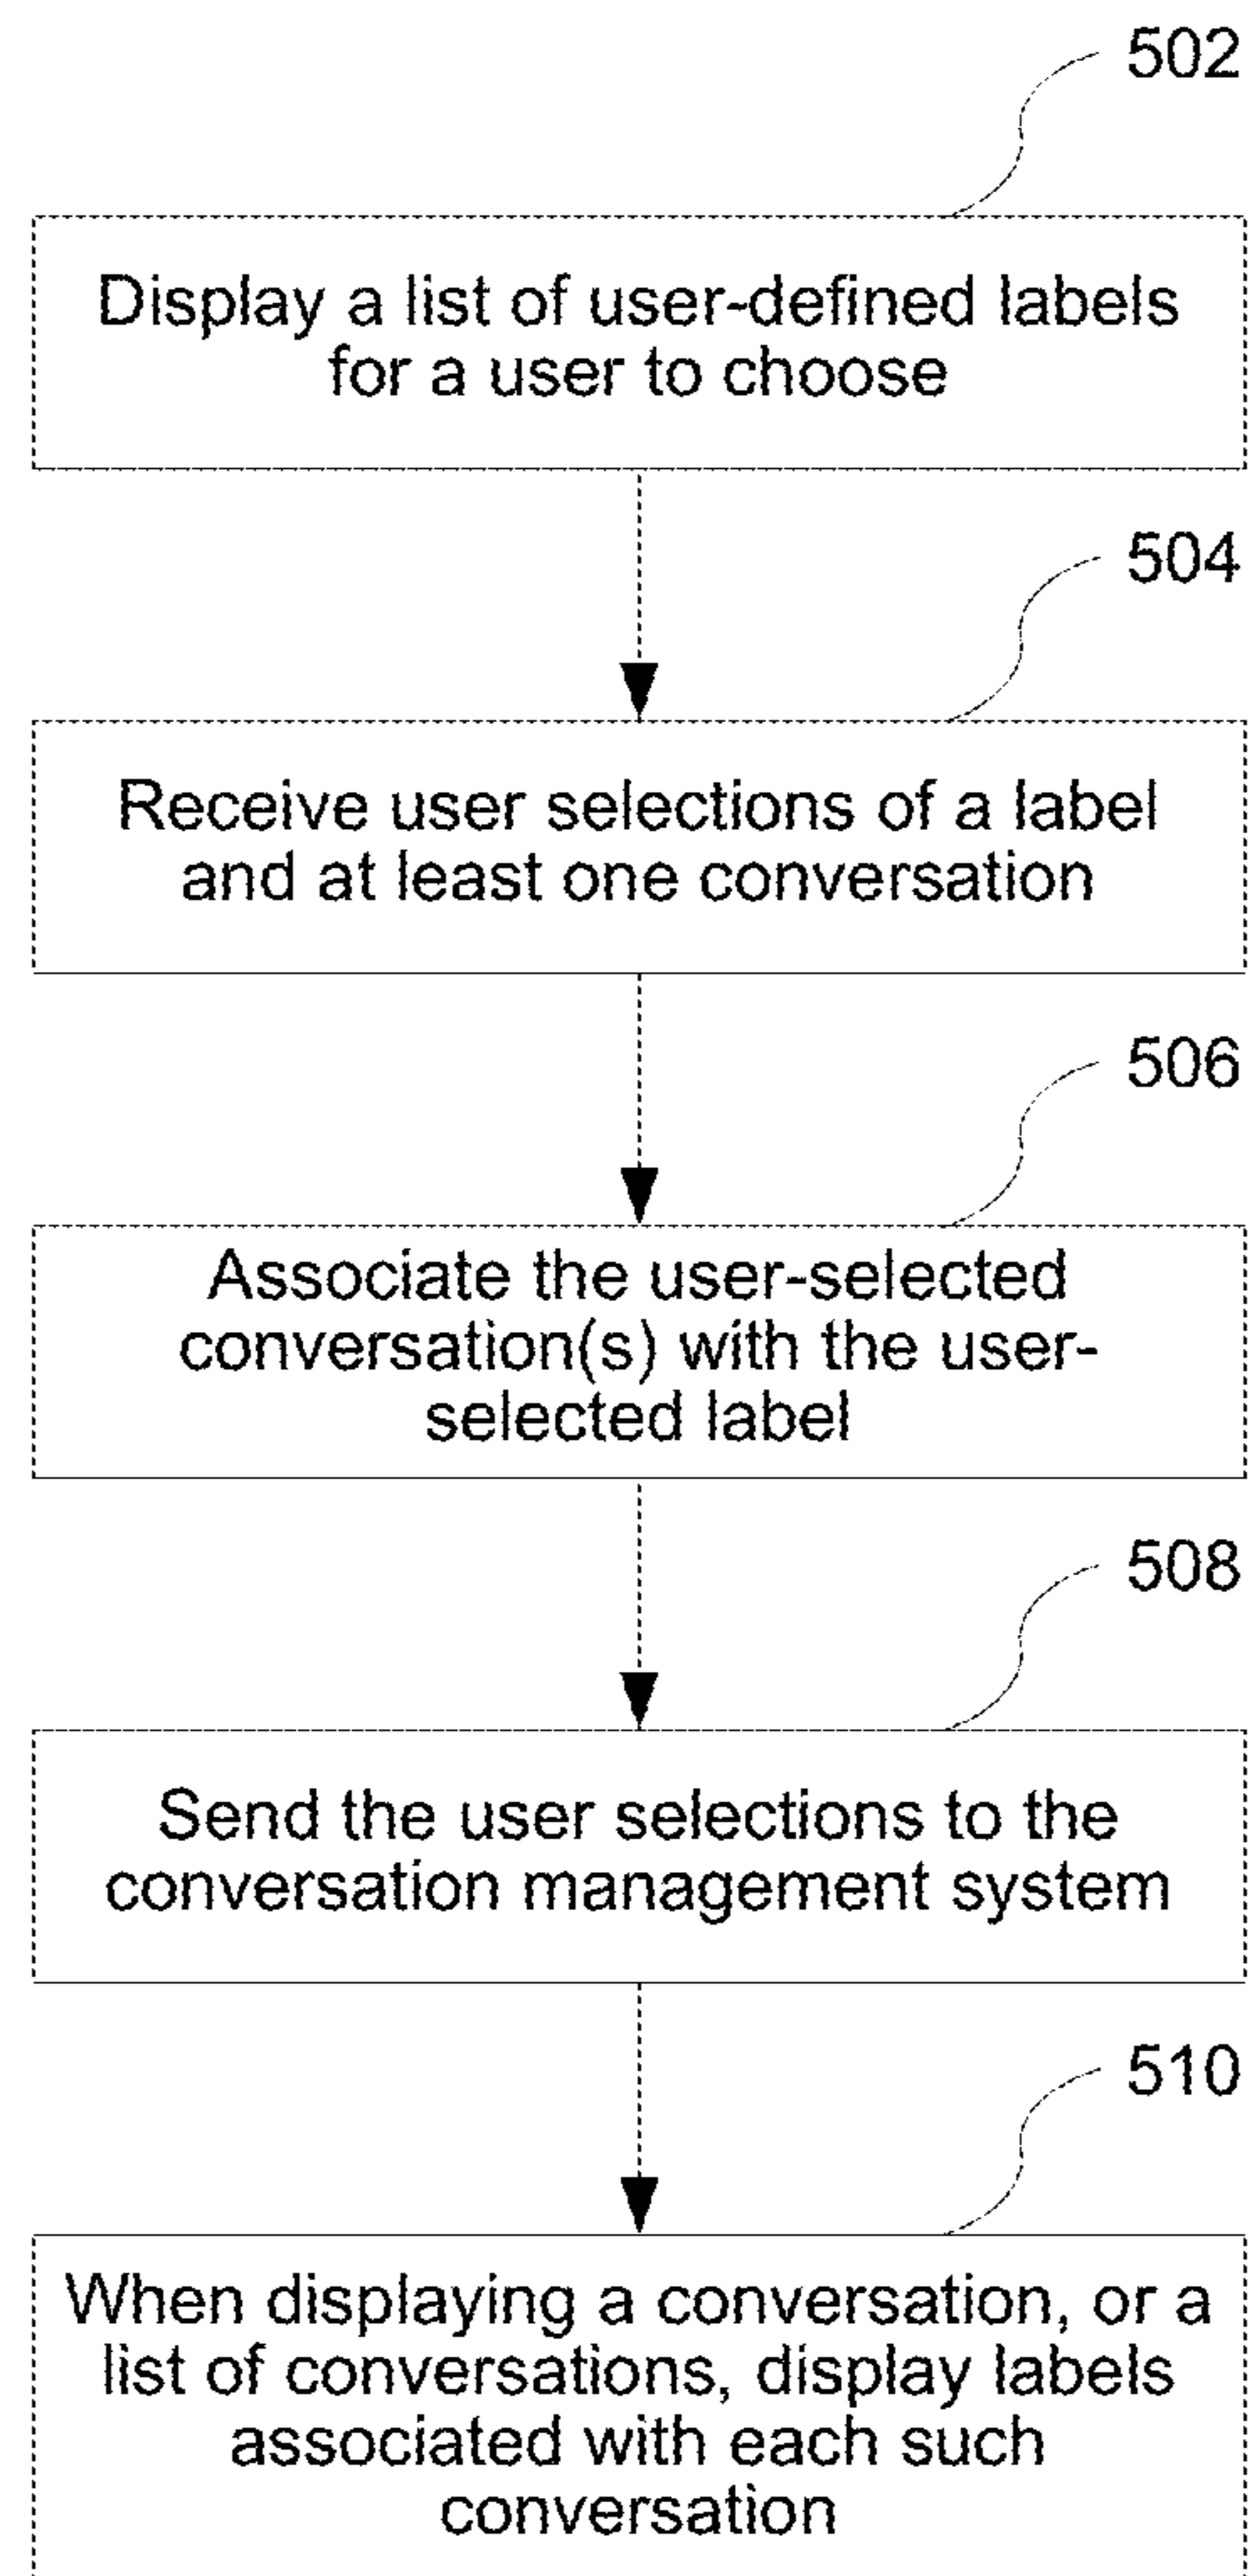 502
Display a list of user-defined labels
for a user to choose
504
Receive user selections of a label
and at least one conversation
506
Associate the user-selected
conversation(s) with the user-
selected label
508
Send the user selections to the
conversation management system
510
When displaying a conversation, or a
list of conversations, display labels
associated with each such
conversation